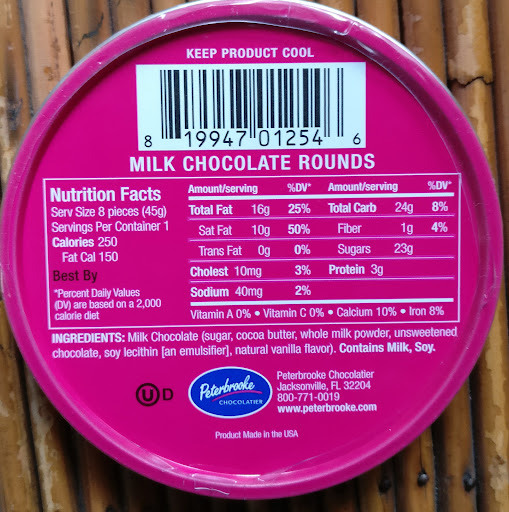 KEEP PRODUCT COOL
8 19947 01254 6
MILK CHOCOLATE ROUNDS
Nutrition Facts
Serv Size 8 pieces (45g)
Servings Per Container 1
Calories 250
Fat Cal 150
Best By
*Percent Daily Values
(DV) are based on a 2,000
calorie diet
Amount/serving %DV* Amount/serving %DV*
Total Fat 16g 25% Total Carb 24g 8%
Sat Fat 10g 50% Fiber 1g 4%
Trans Fat 0g 0% Sugars 23g
Cholest 10mg 3% Protein 3g
Sodium 40mg 2%
Vitamin A 0% • Vitamin C 0% • Calcium 10% • Iron 8%
INGREDIENTS: Milk Chocolate (sugar, cocoa butter, whole milk powder, unsweetened
chocolate, soy lecithin [an emulsifier], natural vanilla flavor). Contains Milk, Soy.
U D
Peterbrooke
CHOCOLATIER
Peterbrooke Chocolatier
Jacksonville, FL 32204
800-771-0019
www.peterbrooke.com
Product Made in the USA